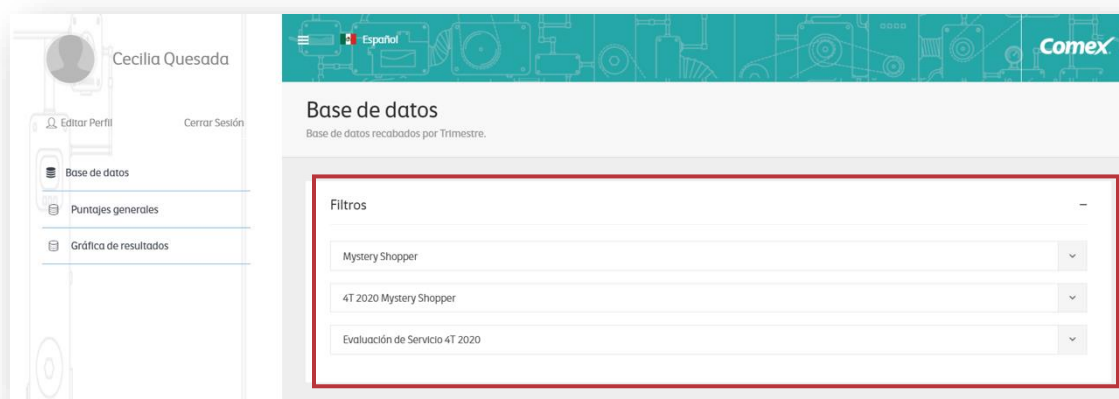 Cecilia Quesada
Editar Perfil
Cerrar Sesión
Base de datos
Puntajes generales
Gráfica de resultados
Español
Comex
Base de datos
Base de datos recabados por Trimestre.
Filtros
Mystery Shopper
4T 2020 Mystery Shopper
Evaluación de Servicio 4T 2020